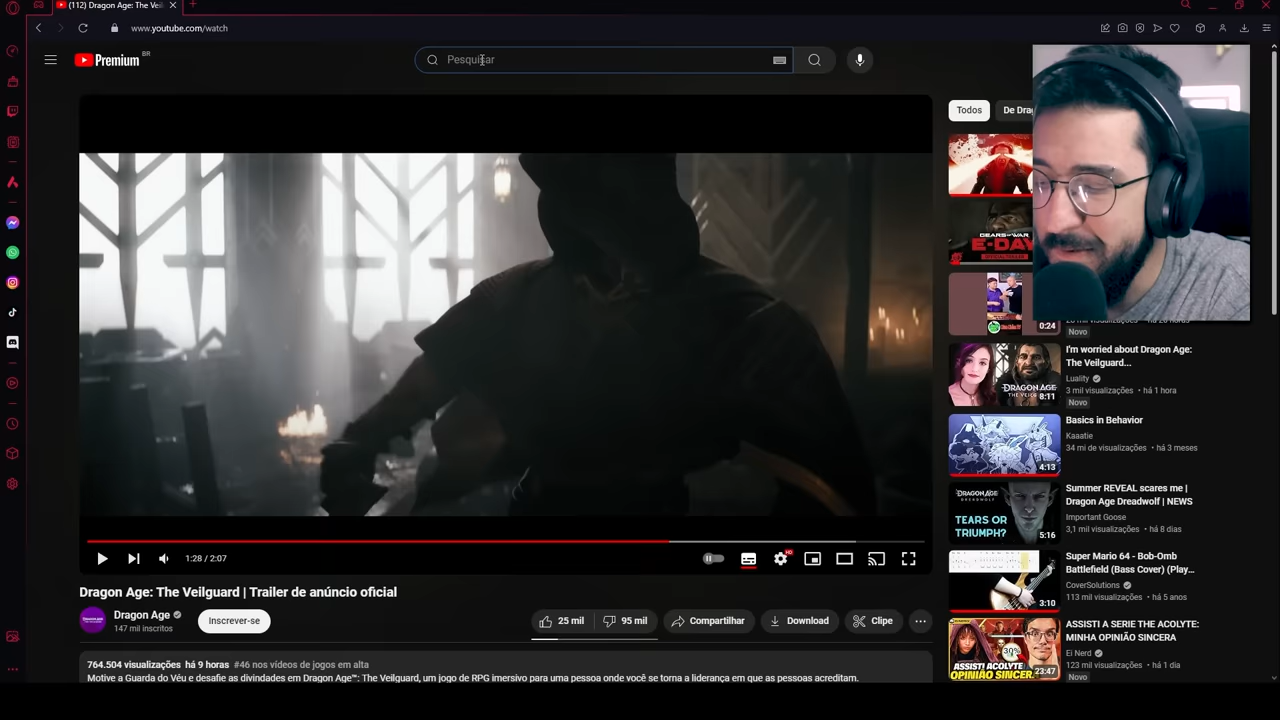 (112) Dragon Age: The Vei
www.youtube.com/watch
Premium BR
Pesquisar
Todos
De Drag
GEARS OF WAR
E-DAY
0:24
Novo
I'm worried about Dragon Age:
The Veilguard...
Luality
3 mil visualizações • há 1 hora
Novo
8:11
Basics in Behavior
Kaaatie
34 mi de visualizações • há 3 meses
4:13
DRAGON AGE
TEARS OR
TRIUMPH?
5:16
Summer REVEAL scares me |
Dragon Age Dreadwolf | NEWS
Important Goose
3,1 mil visualizações • há 8 dias
Super Mario 64 - Bob-Omb
Battlefield (Bass Cover) (Play...
CoverSolutions
113 mil visualizações • há 5 anos
3:10
ASSISTI A SERIE THE ACOLYTE:
MINHA OPINIÃO SINCERA
Ei Nerd
123 mil visualizações • há 1 dia
30%
ASSISTI ACOLYTE
OPINIÃO SINCER
23:47
1:28 / 2:07
HD
Dragon Age: The Veilguard | Trailer de anúncio oficial
Dragon Age
147 mil inscritos
Inscrever-se
25 mil
95 mil
Compartilhar
Download
Clipe
764.504 visualizações há 9 horas #46 nos vídeos de jogos em alta
Motive a Guarda do Véu e desafie as divindades em Dragon Age™: The Veilguard, um jogo de RPG imersivo para uma pessoa onde você se torna a liderança em que as pessoas acreditam.